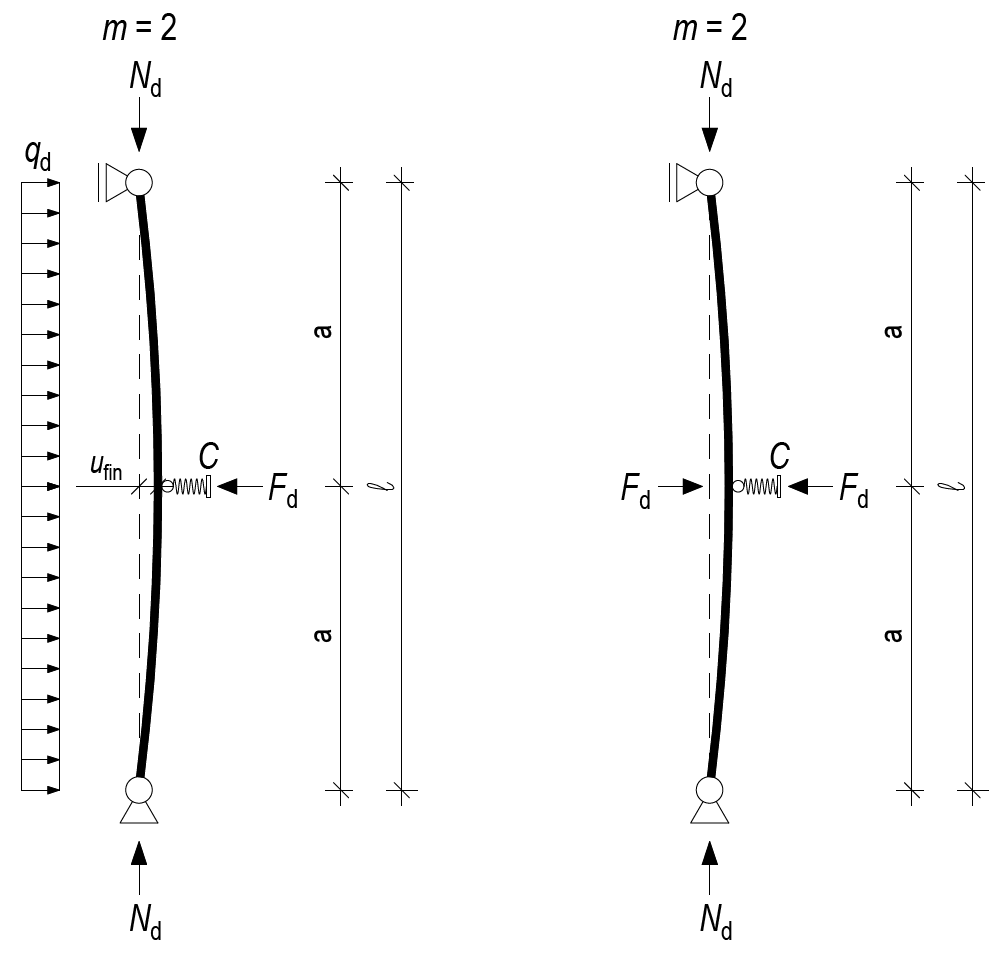 m = 2
N_d
q_d
a
u_fin
C
F_d
ℓ
a
N_d
m = 2
N_d
a
F_d
C
F_d
ℓ
a
N_d